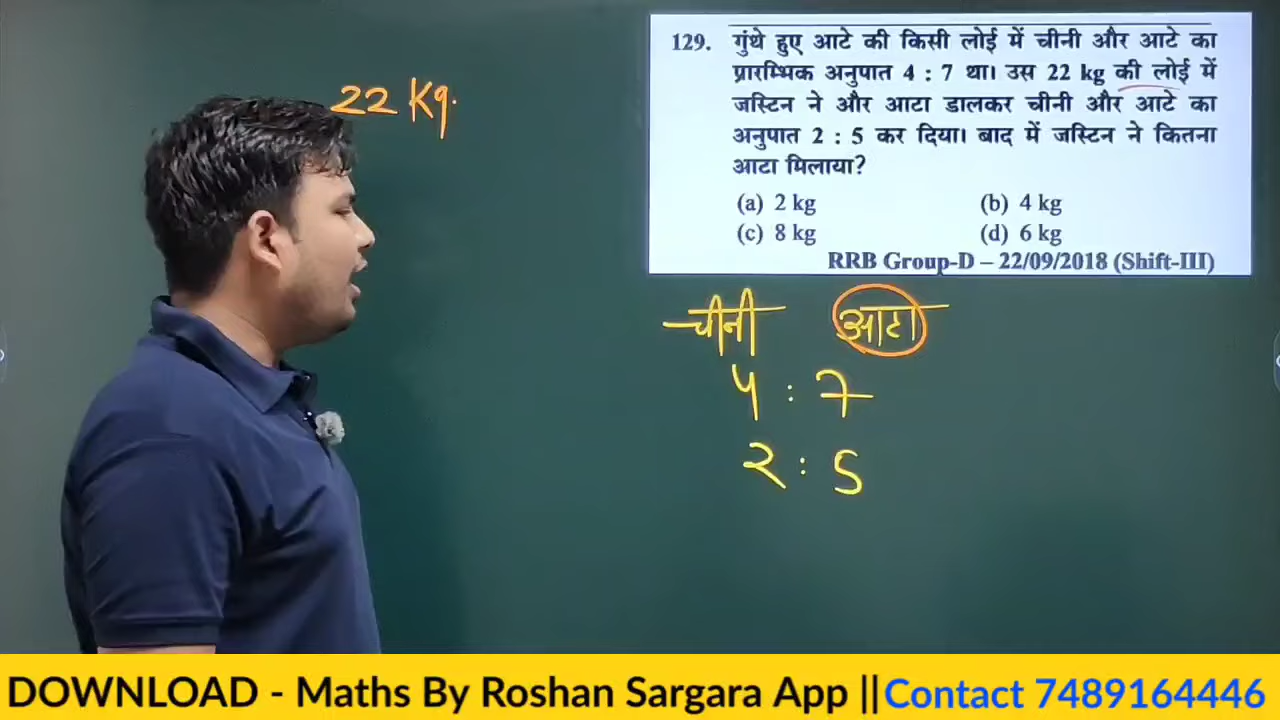 22 Kg.
129. गुंथे हुए आटे की किसी लोई में चीनी और आटे का
प्रारम्भिक अनुपात 4 : 7 था। उस 22 kg की लोई में
जस्टिन ने और आटा डालकर चीनी और आटे का
अनुपात 2 : 5 कर दिया। बाद में जस्टिन ने कितना
आटा मिलाया?
(a) 2 kg (b) 4 kg
(c) 8 kg (d) 6 kg
RRB Group-D – 22/09/2018 (Shift-III)
चीनी आटा
4 : 7
2 : 5
DOWNLOAD - Maths By Roshan Sargara App || Contact 7489164446